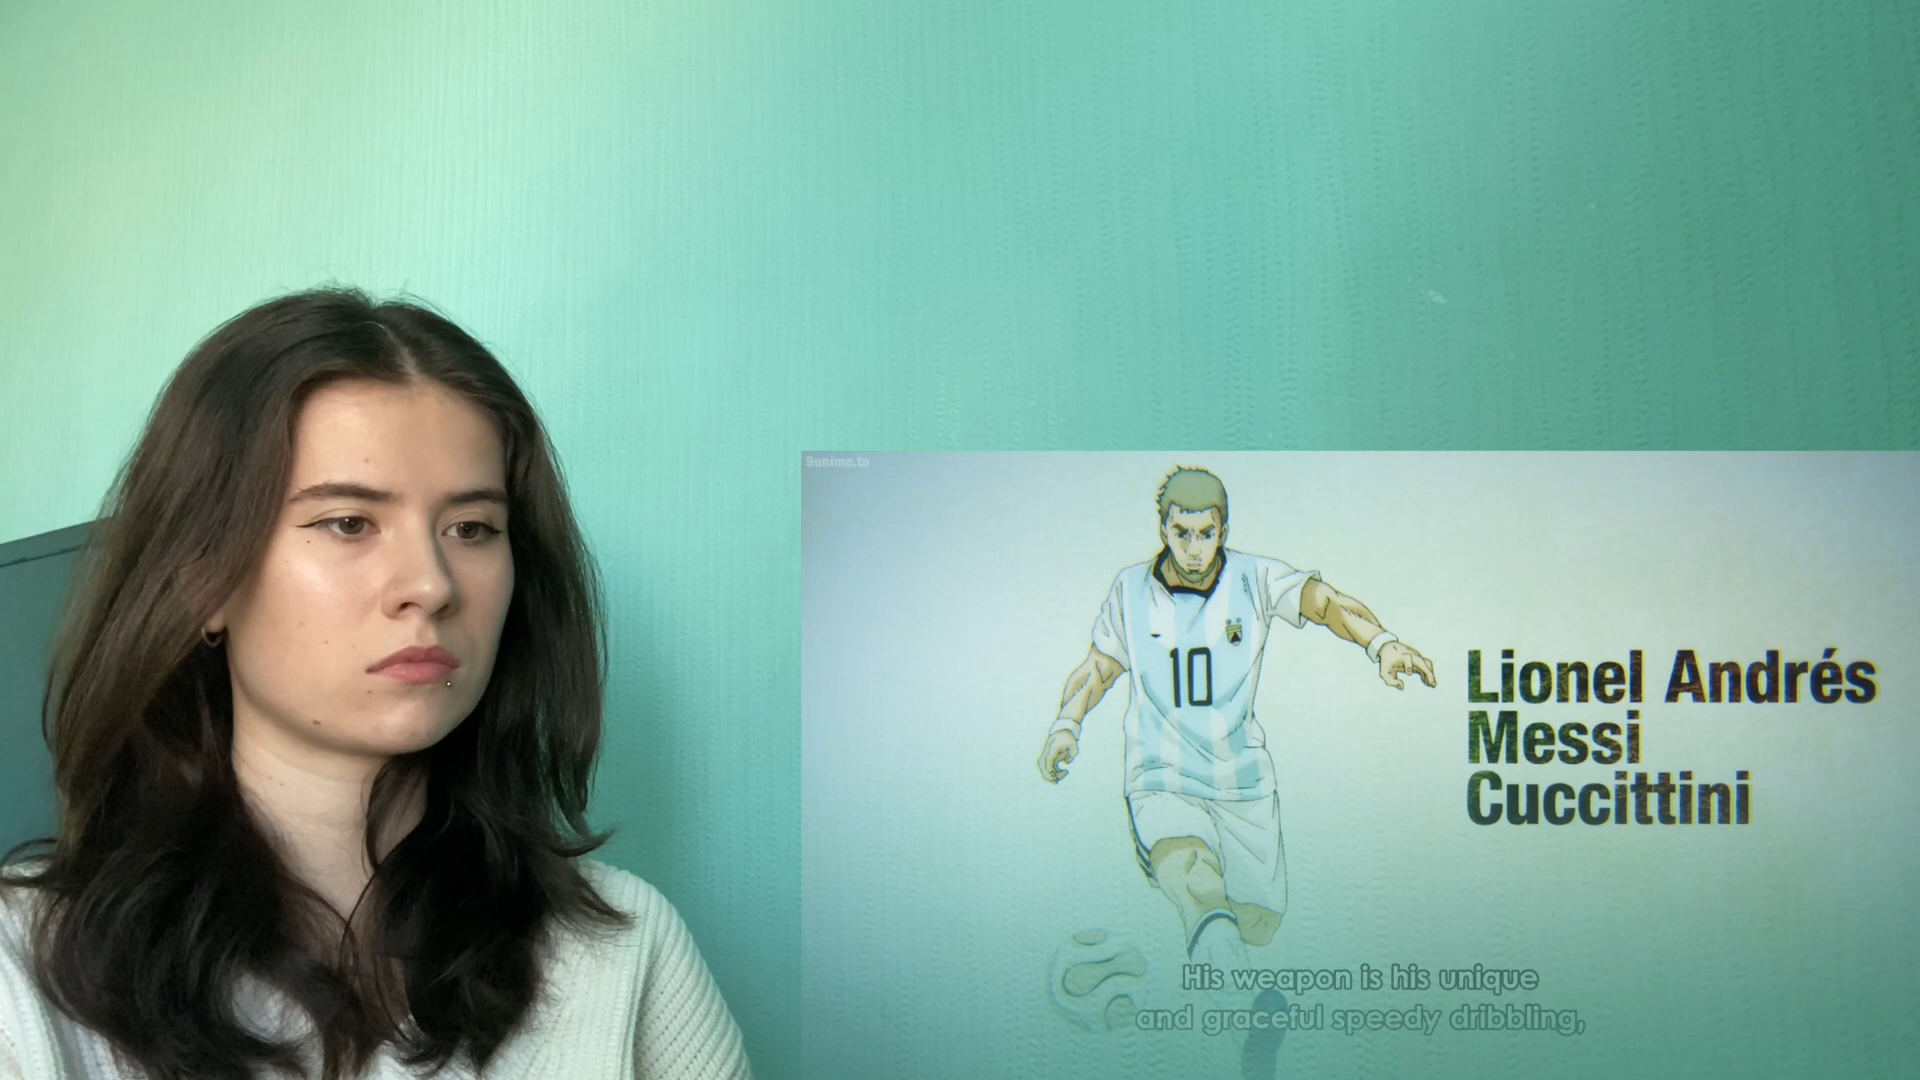 9anime.to
10
Lionel Andrés
Messi
Cuccittini
His weapon is his unique
and graceful speedy dribbling,